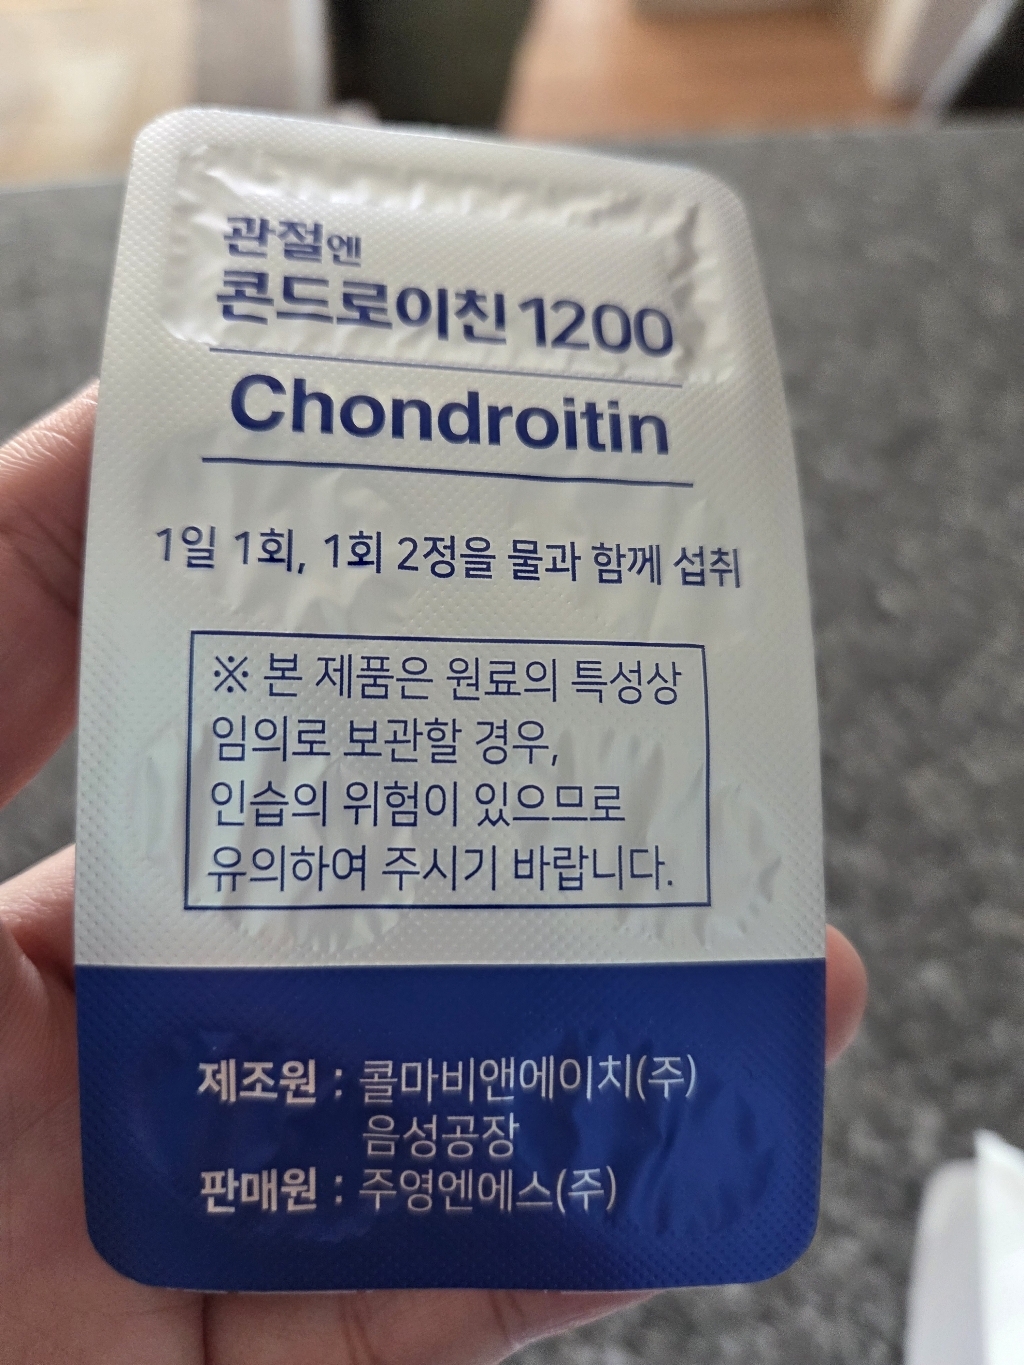 관절엔
콘드로이친 1200
Chondroitin
1일 1회, 1회 2정을 물과 함께 섭취
※ 본 제품은 원료의 특성상
임의로 보관할 경우,
인습의 위험이 있으므로
유의하여 주시기 바랍니다.
제조원 : 콜마비앤에이치(주)
음성공장
판매원 : 주영엔에스(주)